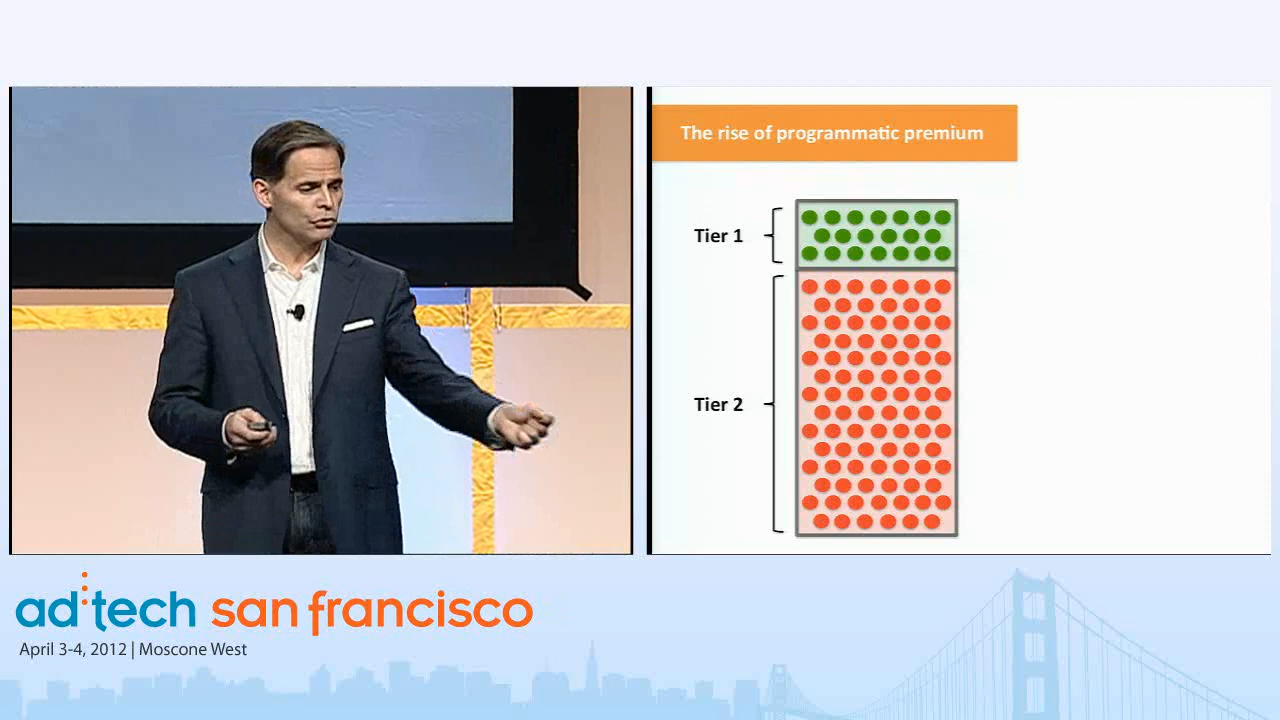 The rise of programmatic premium
Tier 1
Tier 2
ad:tech san francisco
April 3-4, 2012 | Moscone West